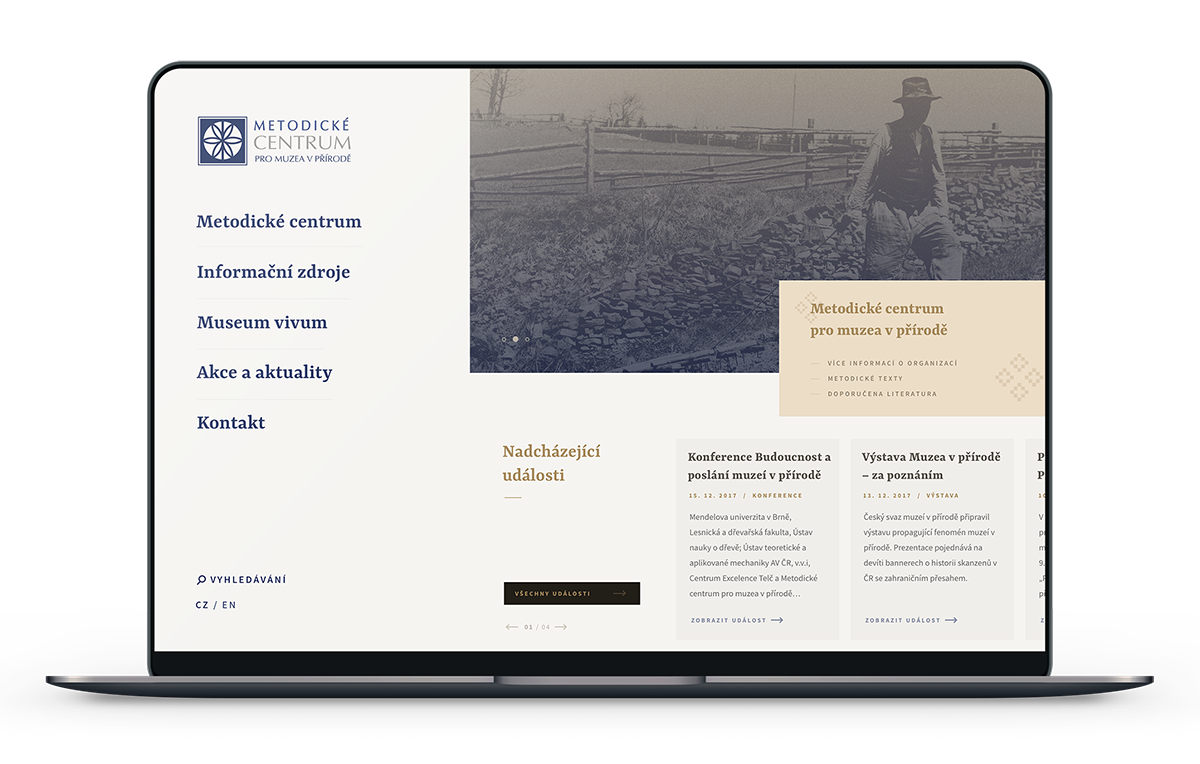 METODICKÉ
CENTRUM
PRO MUZEA V PŘÍRODĚ
Metodické centrum
Informační zdroje
Museum vivum
Akce a aktuality
Kontakt
VYHLEDÁVÁNÍ
CZ / EN
Metodické centrum
pro muzea v přírodě
VÍCE INFORMACÍ O ORGANIZACÍ
METODICKÉ TEXTY
DOPORUČENA LITERATURA
Nadcházející
události
VŠECHNY UDÁLOSTI
01 / 04
Konference Budoucnost a
poslání muzeí v přírodě
15. 12. 2017 / KONFERENCE
Mendelova univerzita v Brně,
Lesnická a dřevařská fakulta, Ústav
nauky o dřevě; Ústav teoretické a
aplikované mechaniky AV ČR, v.v.i,
Centrum Excelence Telč a Metodické
centrum pro muzea v přírodě…
ZOBRAZIT UDÁLOST
Výstava Muzea v přírodě
– za poznáním
13. 12. 2017 / VÝSTAVA
Český svaz muzeí v přírodě připravil
výstavu propagující fenomén muzeí v
přírodě. Prezentace pojednává na
devíti bannerech o historii skanzenů v
ČR se zahraničním přesahem.
ZOBRAZIT UDÁLOST